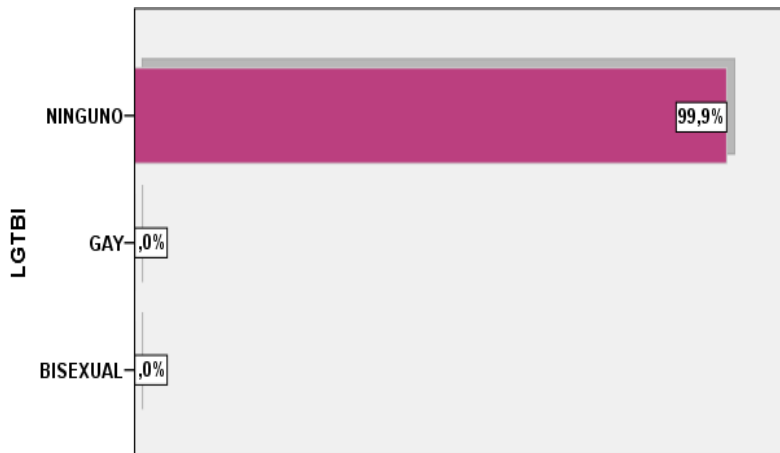 LGTBI
NINGUNO
99,9%
GAY
,0%
BISEXUAL
,0%